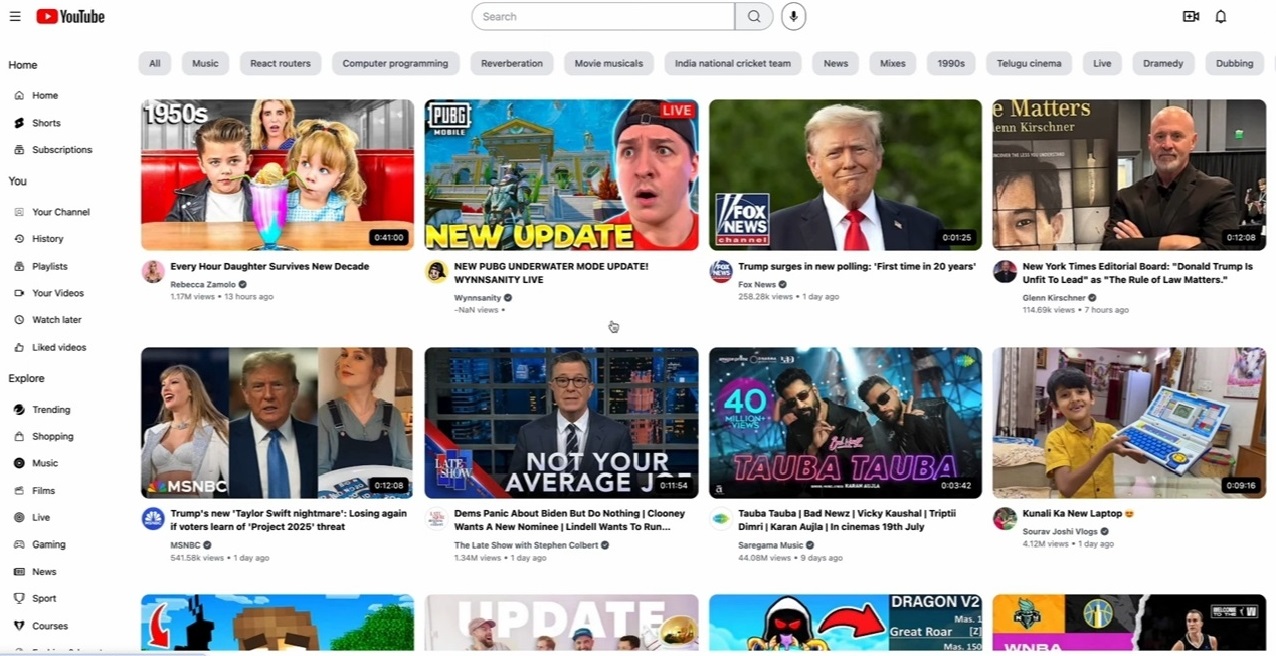 YouTube
Search
Home
Home
Shorts
Subscriptions
You
Your Channel
History
Playlists
Your Videos
Watch later
Liked videos
Explore
Trending
Shopping
Music
Films
Live
Gaming
News
Sport
Courses
All
Music
React routers
Computer programming
Reverberation
Movie musicals
India national cricket team
News
Mixes
1990s
Telugu cinema
Live
Dramedy
Dubbing
1950s
0:41:00
Every Hour Daughter Survives New Decade
Rebecca Zamolo
1.17M views • 13 hours ago
PUBG
MOBILE
LIVE
NEW UPDATE
NEW PUBG UNDERWATER MODE UPDATE!
WYNNSANITY LIVE
Wynnsanity
~NaN views •
FOX
NEWS
channel
0:01:25
Trump surges in new polling: 'First time in 20 years'
Fox News
258.28k views • 1 day ago
e Matters
enn Kirschner
0:12:08
New York Times Editorial Board: "Donald Trump Is
Unfit To Lead" as "The Rule of Law Matters."
Glenn Kirschner
114.69k views • 7 hours ago
MSNBC
0:12:08
Trump's new 'Taylor Swift nightmare': Losing again
if voters learn of 'Project 2025' threat
MSNBC
541.58k views • 1 day ago
LATE
SHOW
NOT YOUR
AVERAGE J
0:11:54
Dems Panic About Biden But Do Nothing | Clooney
Wants A New Nominee | Lindell Wants To Run...
The Late Show with Stephen Colbert
1.34M views • 1 day ago
40
MILLION+
VIEWS
Bad Newz
TAUBA TAUBA
KARAN AUJLA
0:03:42
Tauba Tauba | Bad Newz | Vicky Kaushal | Triptii
Dimri | Karan Aujla | In cinemas 19th July
Saregama Music
44.08M views • 9 days ago
0:09:16
Kunali Ka New Laptop 😍
Sourav Joshi Vlogs
4.12M views • 1 day ago
UPDATE
DRAGON V2
Mas. 1
Great Roar [Z]
Mas. 150
WELCOME
TO THE W
WNBA